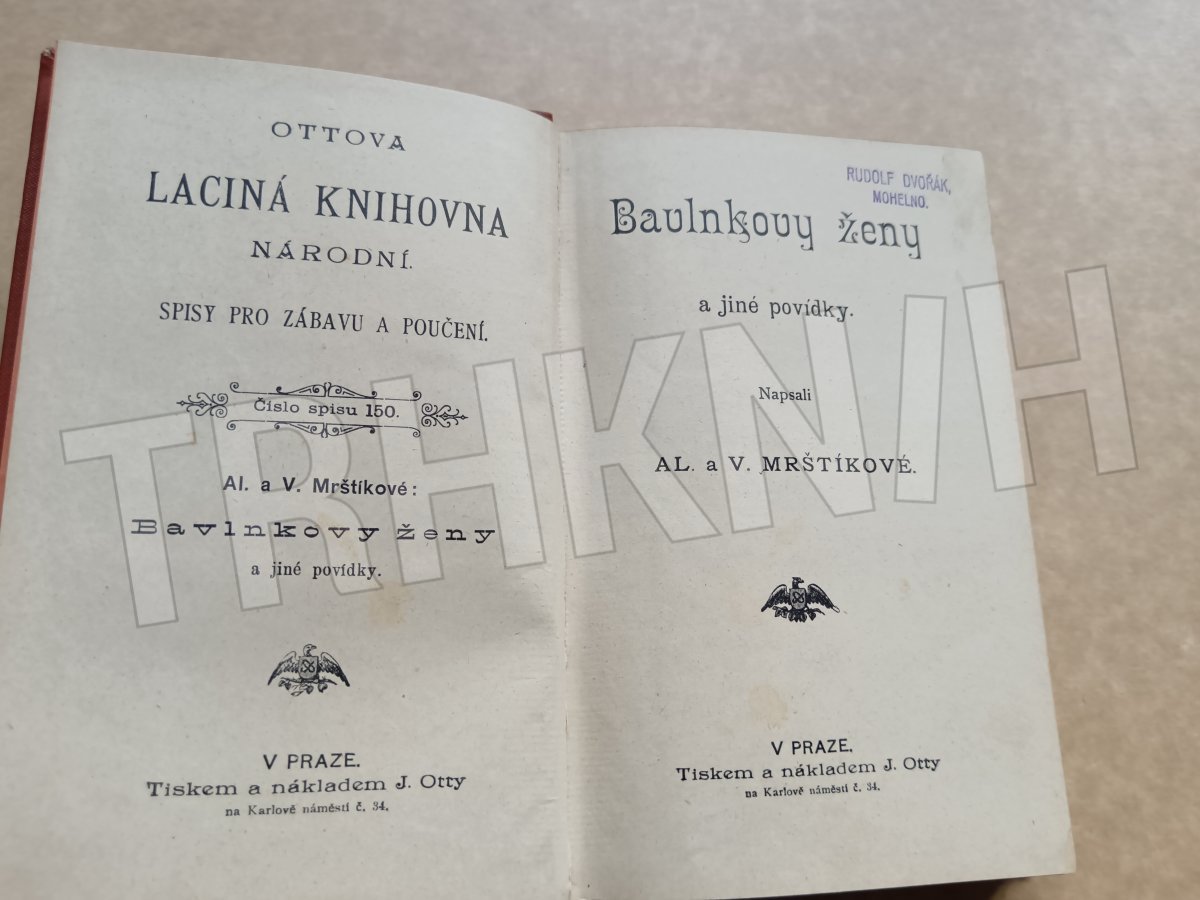 OTTOVA
LACINÁ KNIHOVNA
NÁRODNÍ.
SPISY PRO ZÁBAVU A POUČENÍ.
Číslo spisu 150.
Al. a V. Mrštíkové:
Bavlnkovy ženy
a jiné povídky.
V PRAZE.
Tiskem a nákladem J. Otty
na Karlově náměstí č. 34.
RUDOLF DVOŘÁK,
MOHELNO.
Bavlnkovy ženy
a jiné povídky.
Napsali
AL. a V. MRŠTÍKOVÉ.
V PRAZE.
Tiskem a nákladem J. Otty
na Karlově náměstí č. 34.
TRHKNIH